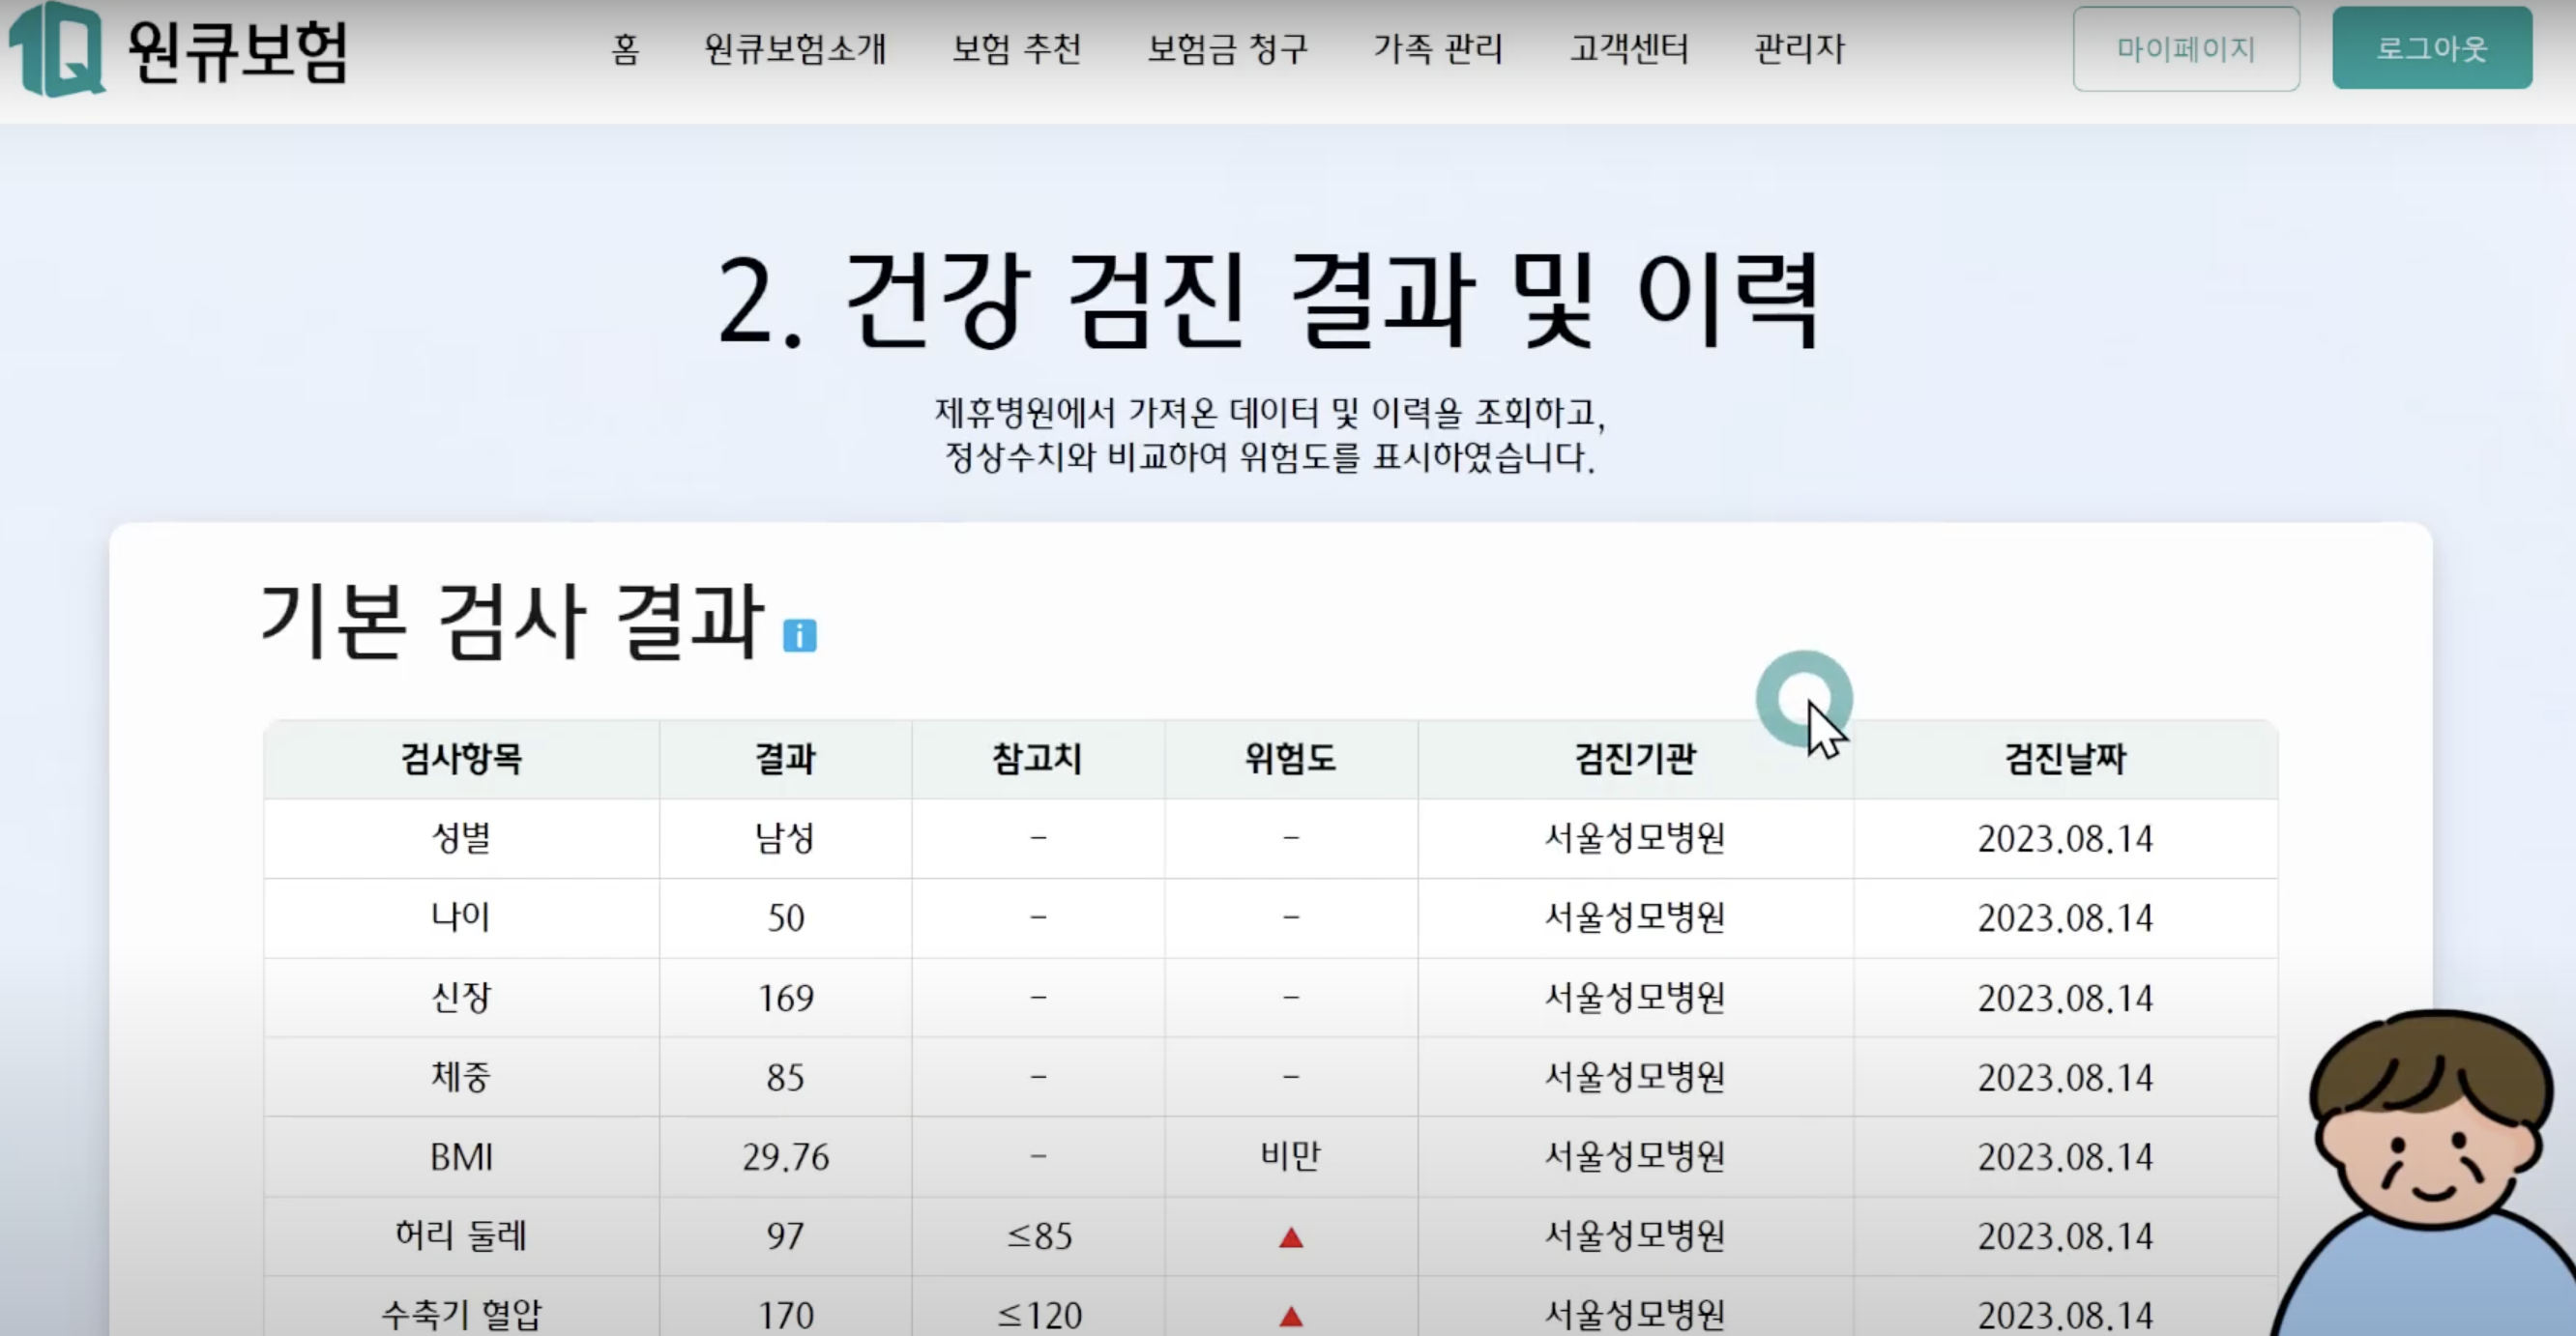 1Q 원큐보험
홈 원큐보험소개 보험 추천 보험금 청구 가족 관리 고객센터 관리자 마이페이지 로그아웃
2. 건강 검진 결과 및 이력
제휴병원에서 가져온 데이터 및 이력을 조회하고,
정상수치와 비교하여 위험도를 표시하였습니다.
기본 검사 결과 i
검사항목 결과 참고치 위험도 검진기관 검진날짜
성별 남성 - - 서울성모병원 2023.08.14
나이 50 - - 서울성모병원 2023.08.14
신장 169 - - 서울성모병원 2023.08.14
체중 85 - - 서울성모병원 2023.08.14
BMI 29.76 - 비만 서울성모병원 2023.08.14
허리 둘레 97 ≤85 ▲ 서울성모병원 2023.08.14
수축기 혈압 170 ≤120 ▲ 서울성모병원 2023.08.14